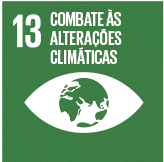 13 COMBATE ÀS
ALTERAÇÕES
CLIMÁTICAS